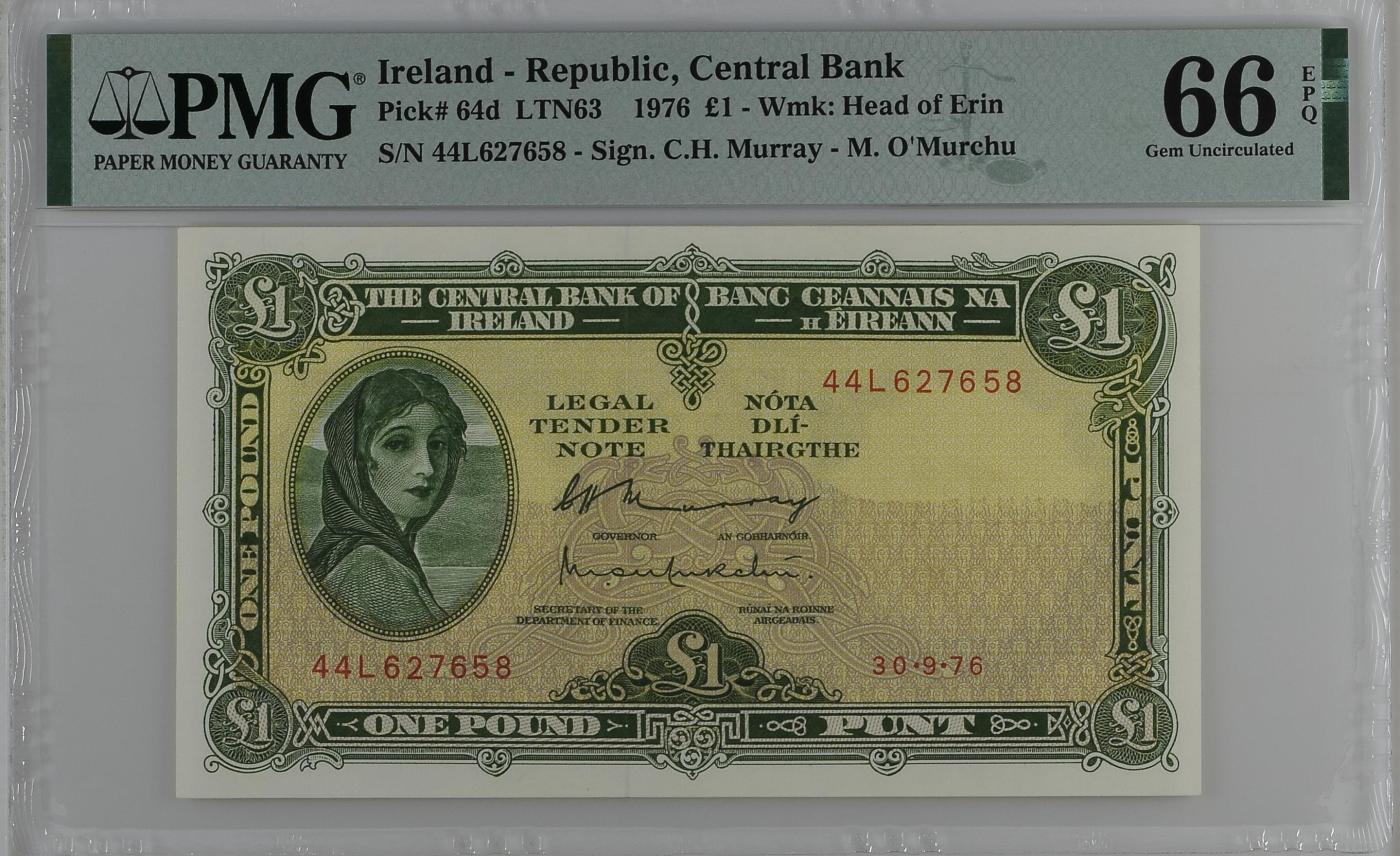 PMG®
PAPER MONEY GUARANTY
Ireland - Republic, Central Bank
Pick# 64d LTN63 1976 £1 - Wmk: Head of Erin
S/N 44L627658 - Sign. C.H. Murray - M. O'Murchu
66
EPQ
Gem Uncirculated
£1
THE CENTRAL BANK OF
IRELAND
BANC CEANNAIS NA
H ÉIREANN
£1
44L627658
LEGAL
TENDER
NOTE
NÓTA
DLÍ-
THAIRGTHE
ONE POUND
PUNT
CH Murray
GOVERNOR.
AN GOBHARNÓIR.
SECRETARY OF THE
DEPARTMENT OF FINANCE.
RÚNAÍ NA ROINNE
AIRGEADAIS.
44L627658
£1
30·9·76
£1
ONE POUND
PUNT
£1